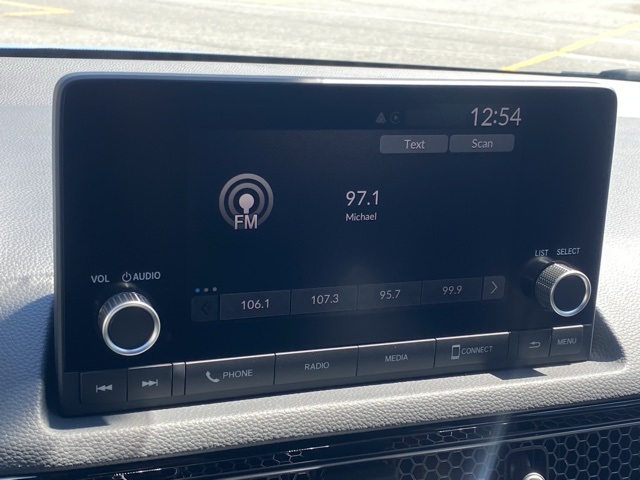 12:54
Text Scan
97.1
Michael
FM
VOL AUDIO
LIST SELECT
106.1 107.3 95.7 99.9
PHONE RADIO MEDIA CONNECT MENU